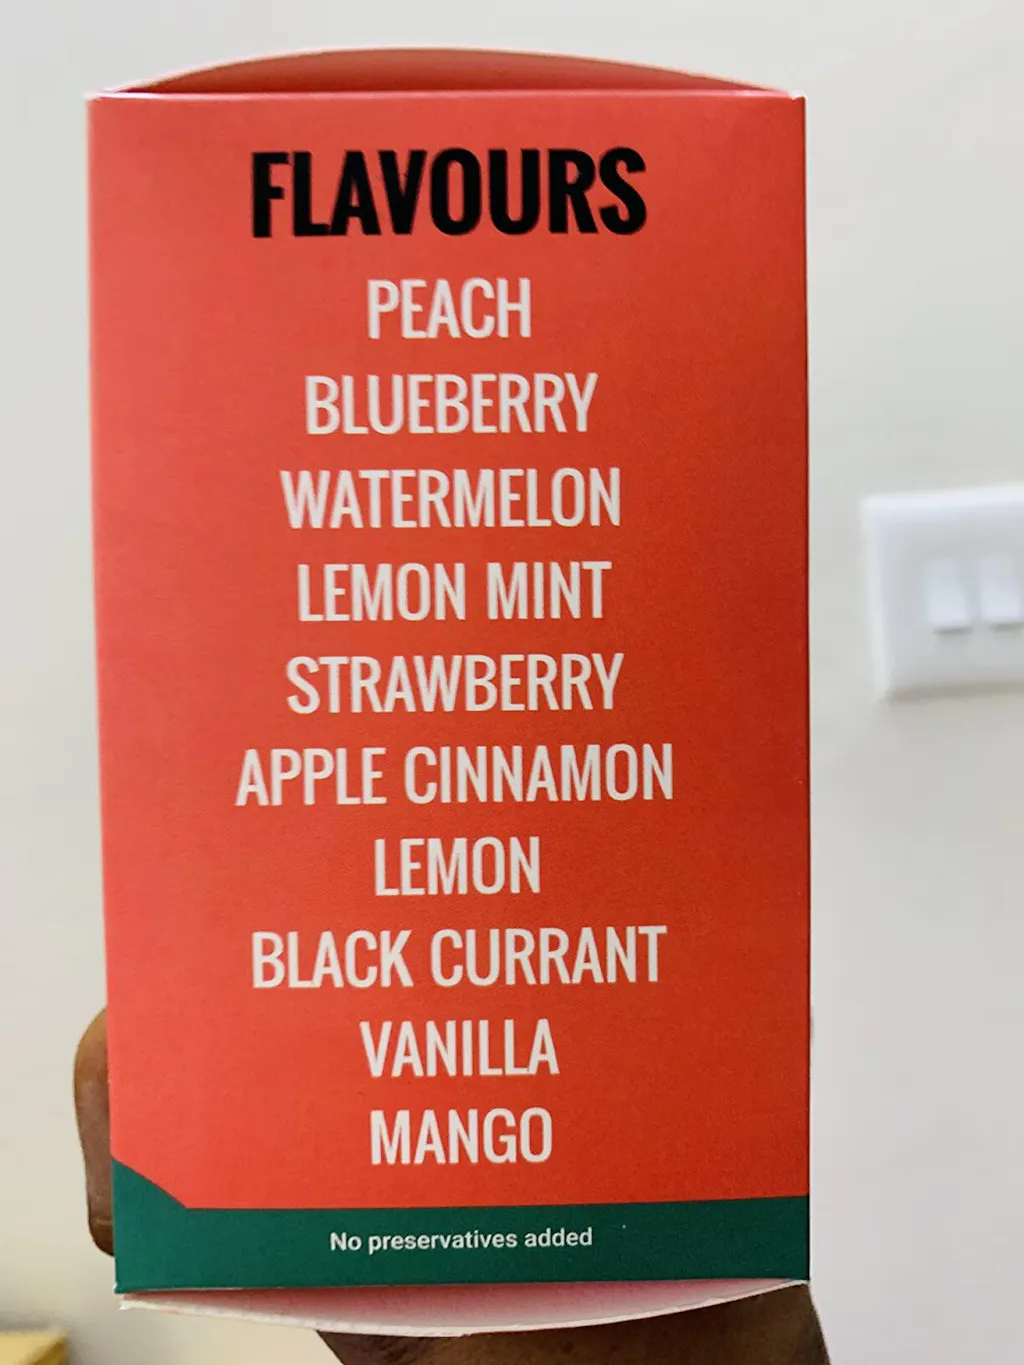 FLAVOURS
PEACH
BLUEBERRY
WATERMELON
LEMON MINT
STRAWBERRY
APPLE CINNAMON
LEMON
BLACK CURRANT
VANILLA
MANGO
No preservatives added